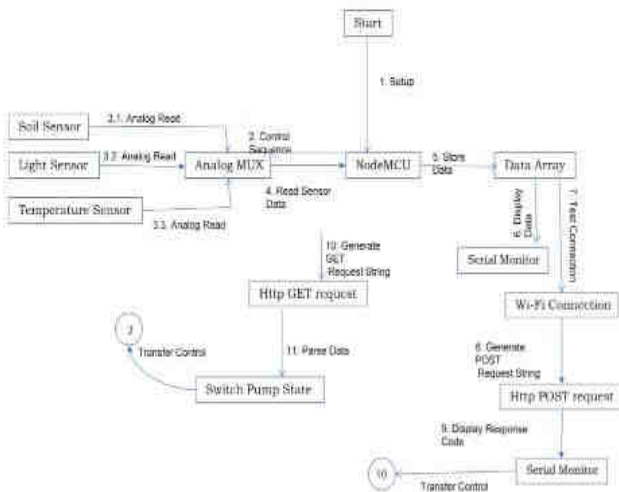 Start
1. Setup
3.1. Analog Read
Soil Sensor
2. Control
Sequence
3.2. Analog Read
5. Store
Data
Light Sensor
Analog MUX
NodeMCU
Data Array
4. Read Sensor
Data
Temperature Sensor
3.3. Analog Read
6. Display
Data
7. Test Connection
10. Generate
GET
Request String
Serial Monitor
Http GET request
Wi-Fi Connection
2
Transfer Control
11. Parse Data
8. Generate
POST
Request String
Switch Pump State
Http POST request
9. Display Response
Code
10
Transfer Control
Serial Monitor